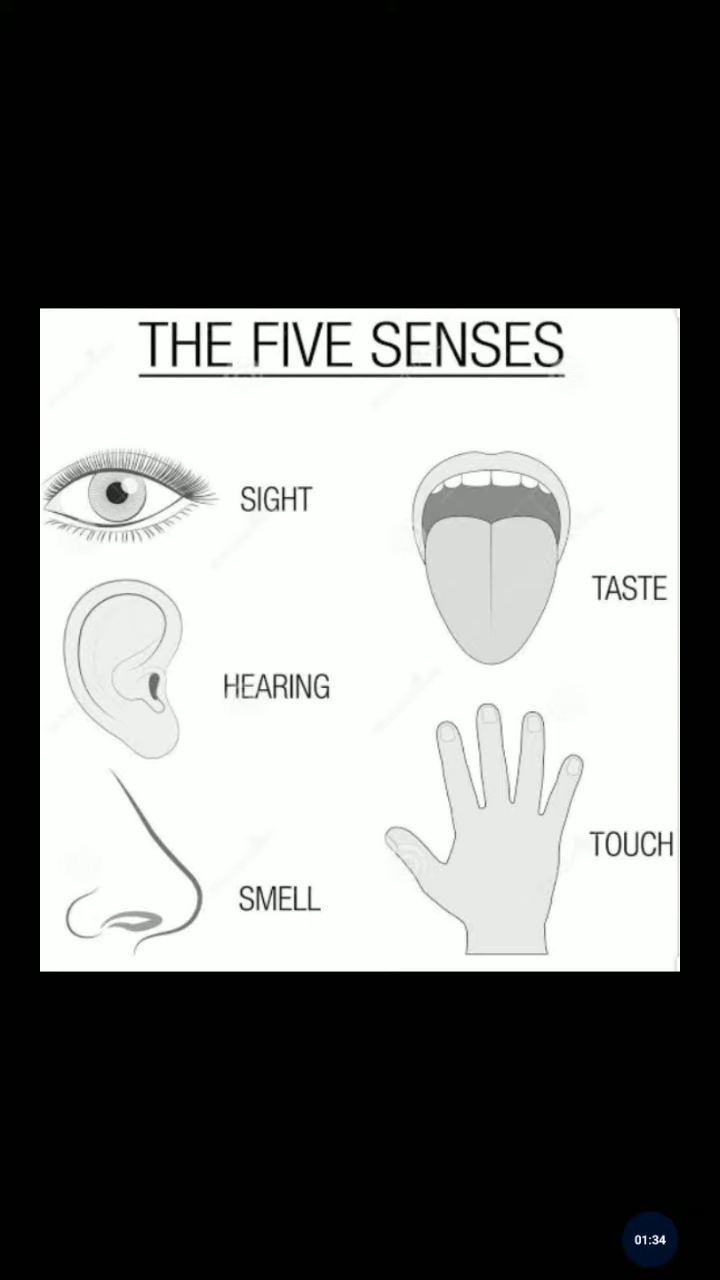 THE FIVE SENSES
SIGHT
HEARING
SMELL
TASTE
TOUCH
01:34